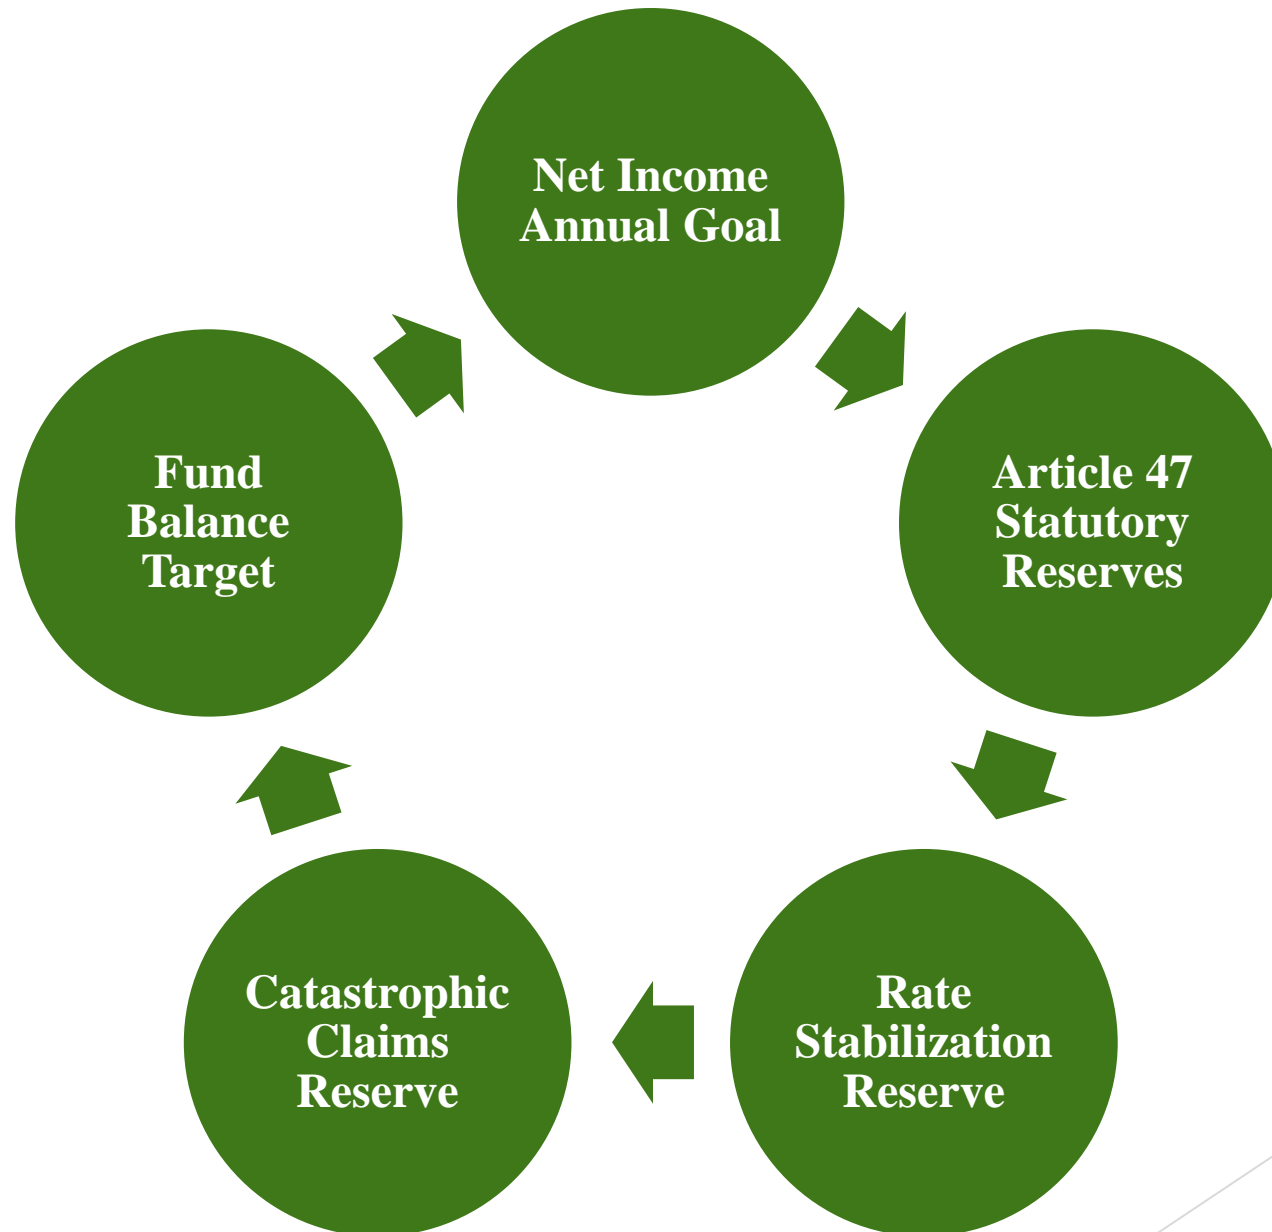 Net Income
Annual Goal
Article 47
Statutory
Reserves
Rate
Stabilization
Reserve
Catastrophic
Claims
Reserve
Fund
Balance
Target